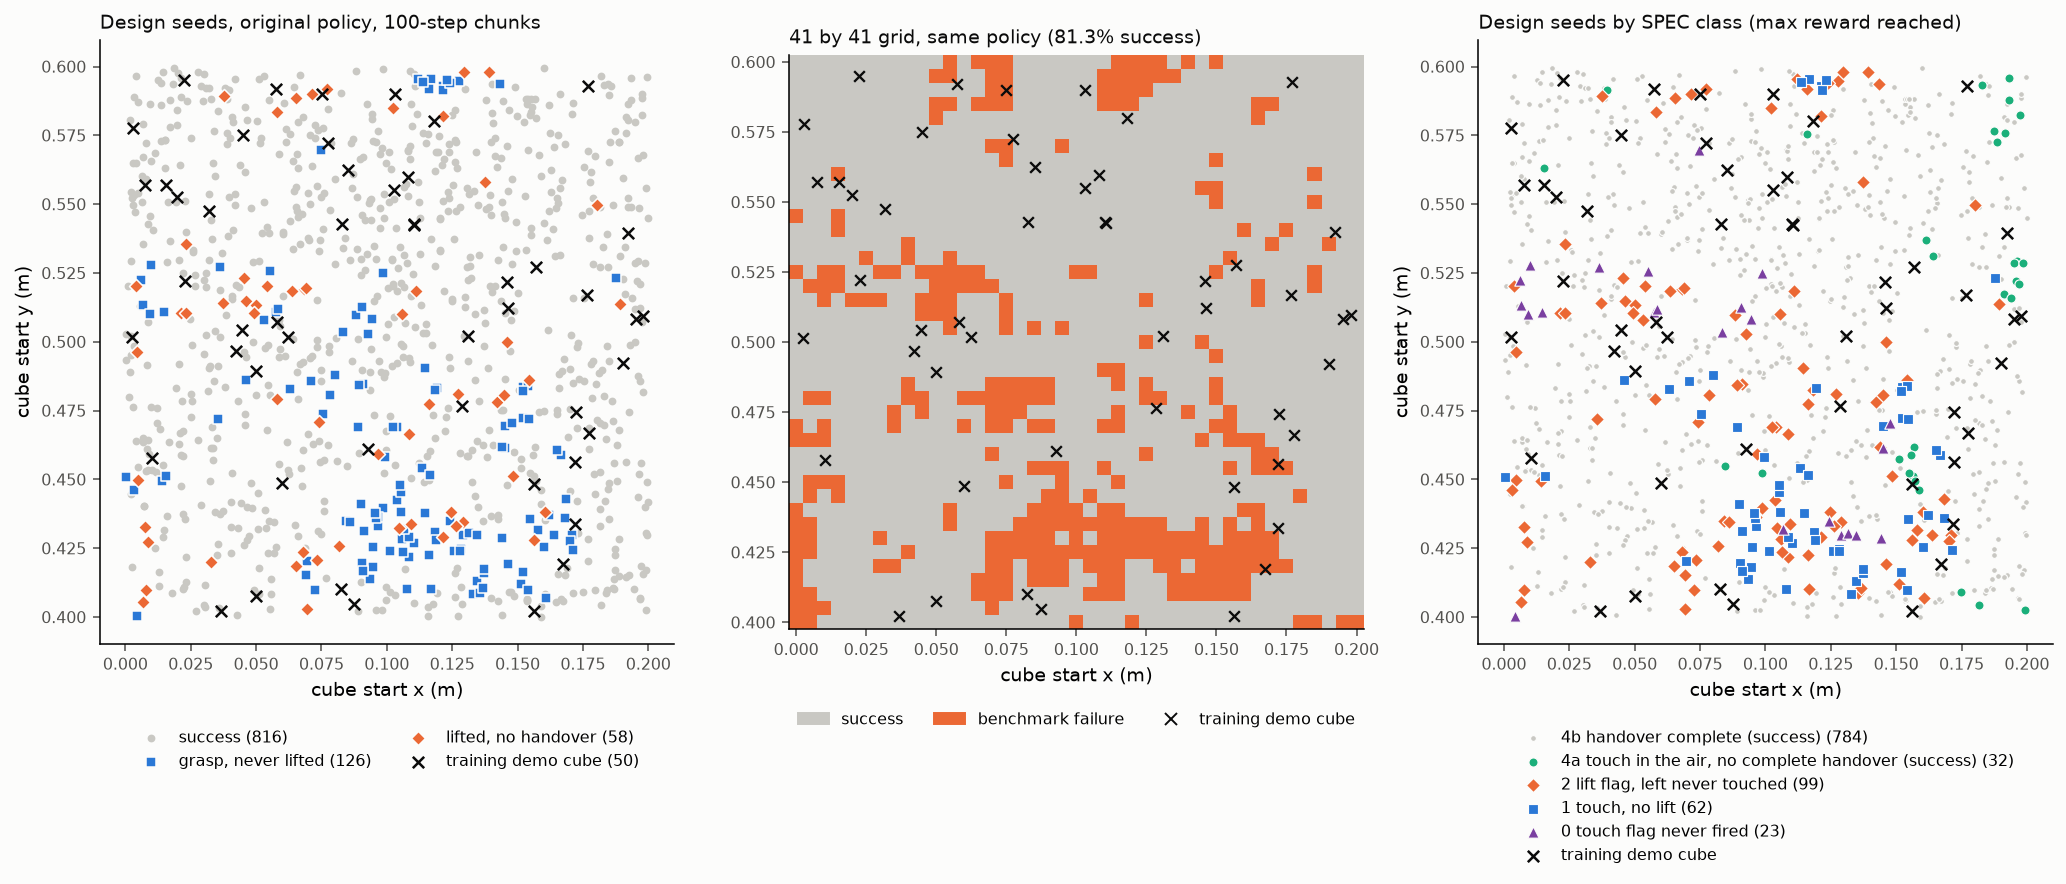 Design seeds, original policy, 100-step chunks
0.600
0.575
0.550
0.525
0.500
0.475
0.450
0.425
0.400
cube start y (m)
0.000 0.025 0.050 0.075 0.100 0.125 0.150 0.175 0.200
cube start x (m)
success (816)
grasp, never lifted (126)
lifted, no handover (58)
training demo cube (50)
41 by 41 grid, same policy (81.3% success)
0.600
0.575
0.550
0.525
0.500
0.475
0.450
0.425
0.400
0.000 0.025 0.050 0.075 0.100 0.125 0.150 0.175 0.200
cube start x (m)
success
benchmark failure
training demo cube
Design seeds by SPEC class (max reward reached)
0.600
0.575
0.550
0.525
0.500
0.475
0.450
0.425
0.400
cube start y (m)
0.000 0.025 0.050 0.075 0.100 0.125 0.150 0.175 0.200
cube start x (m)
4b handover complete (success) (784)
4a touch in the air, no complete handover (success) (32)
2 lift flag, left never touched (99)
1 touch, no lift (62)
0 touch flag never fired (23)
training demo cube